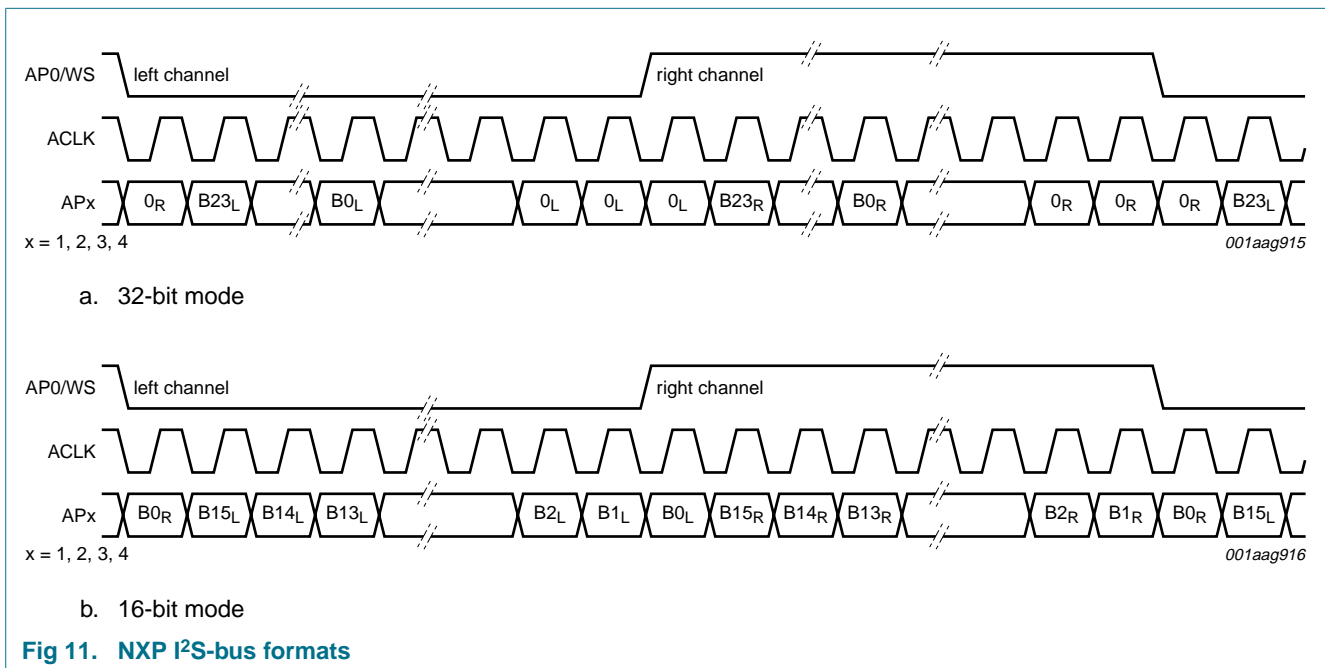 AP0/WS left channel right channel
ACLK
APx 0R B23L B0L 0L 0L 0L B23R B0R 0R 0R 0R B23L
x = 1, 2, 3, 4 001aag915
a. 32-bit mode
AP0/WS left channel right channel
ACLK
APx B0R B15L B14L B13L B2L B1L B0L B15R B14R B13R B2R B1R B0R B15L
x = 1, 2, 3, 4 001aag916
b. 16-bit mode
Fig 11. NXP I²S-bus formats